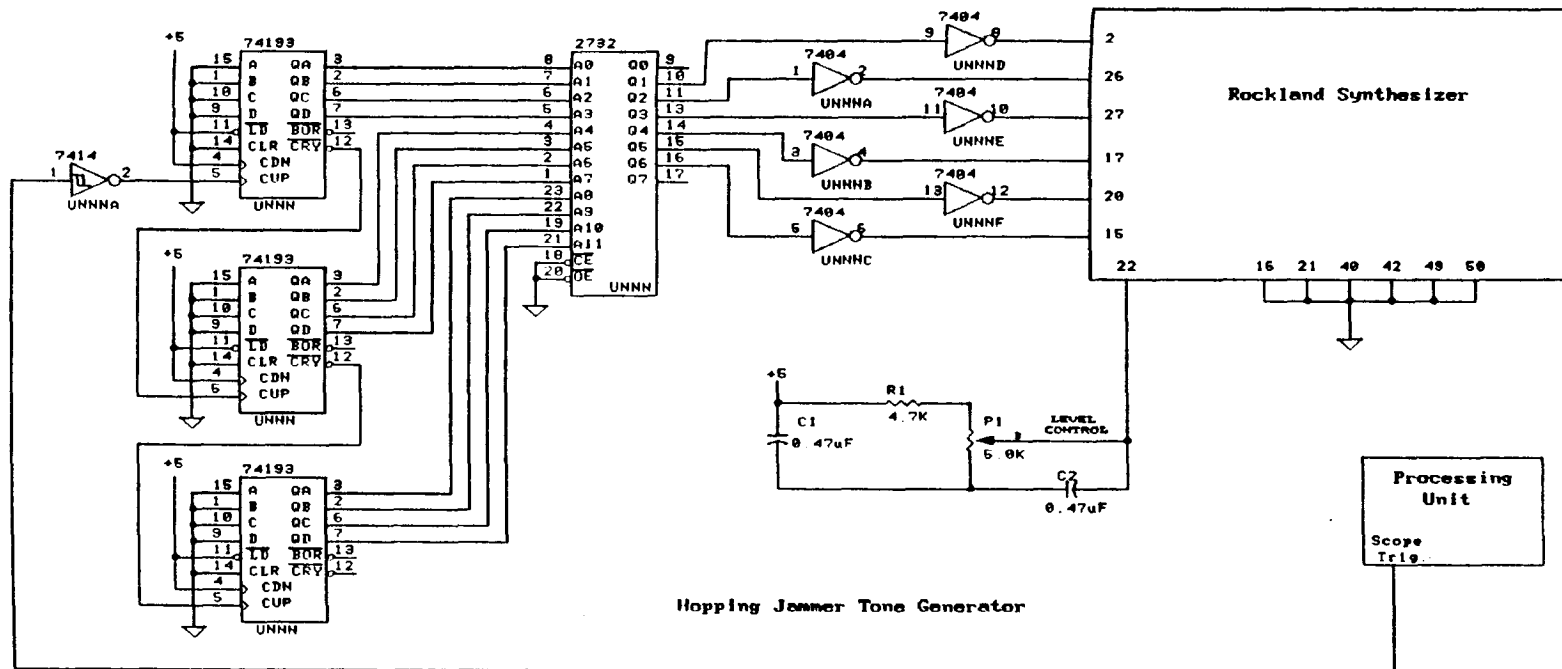 +5
74193
15 A QA 3
1 B QB 2
10 C QC 6
9 D QD 7
11 LD BOR 13
14 CLR CRY 12
4 CDN
5 CUP
UNNN
1 7414 2
UNNNA
+5
74193
15 A QA 3
1 B QB 2
10 C QC 6
9 D QD 7
11 LD BOR 13
14 CLR CRY 12
4 CDN
5 CUP
UNNN
+5
74193
15 A QA 3
1 B QB 2
10 C QC 6
9 D QD 7
11 LD BOR 13
14 CLR CRY 12
4 CDN
5 CUP
UNNN
2732
8 A0 Q0 9
7 A1 Q1 10
6 A2 Q2 11
5 A3 Q3 13
4 A4 Q4 14
3 A5 Q5 15
2 A6 Q6 16
1 A7 Q7 17
23 A8
22 A9
19 A10
21 A11
18 CE
20 OE
UNNN
7404
9 8
UNNND
7404
1 2
UNNNA
7404
11 10
UNNNE
7404
3 4
UNNNB
7404
13 12
UNNNF
7404
5 6
UNNNC
2
26
27
17
20
15
Rockland Synthesizer
22 16 21 40 42 49 50
+5
R1
4.7K
C1
0.47uF
P1
5.0K
LEVEL
CONTROL
C2
0.47uF
Processing
Unit
Scope
Trig.
Hopping Jammer Tone Generator